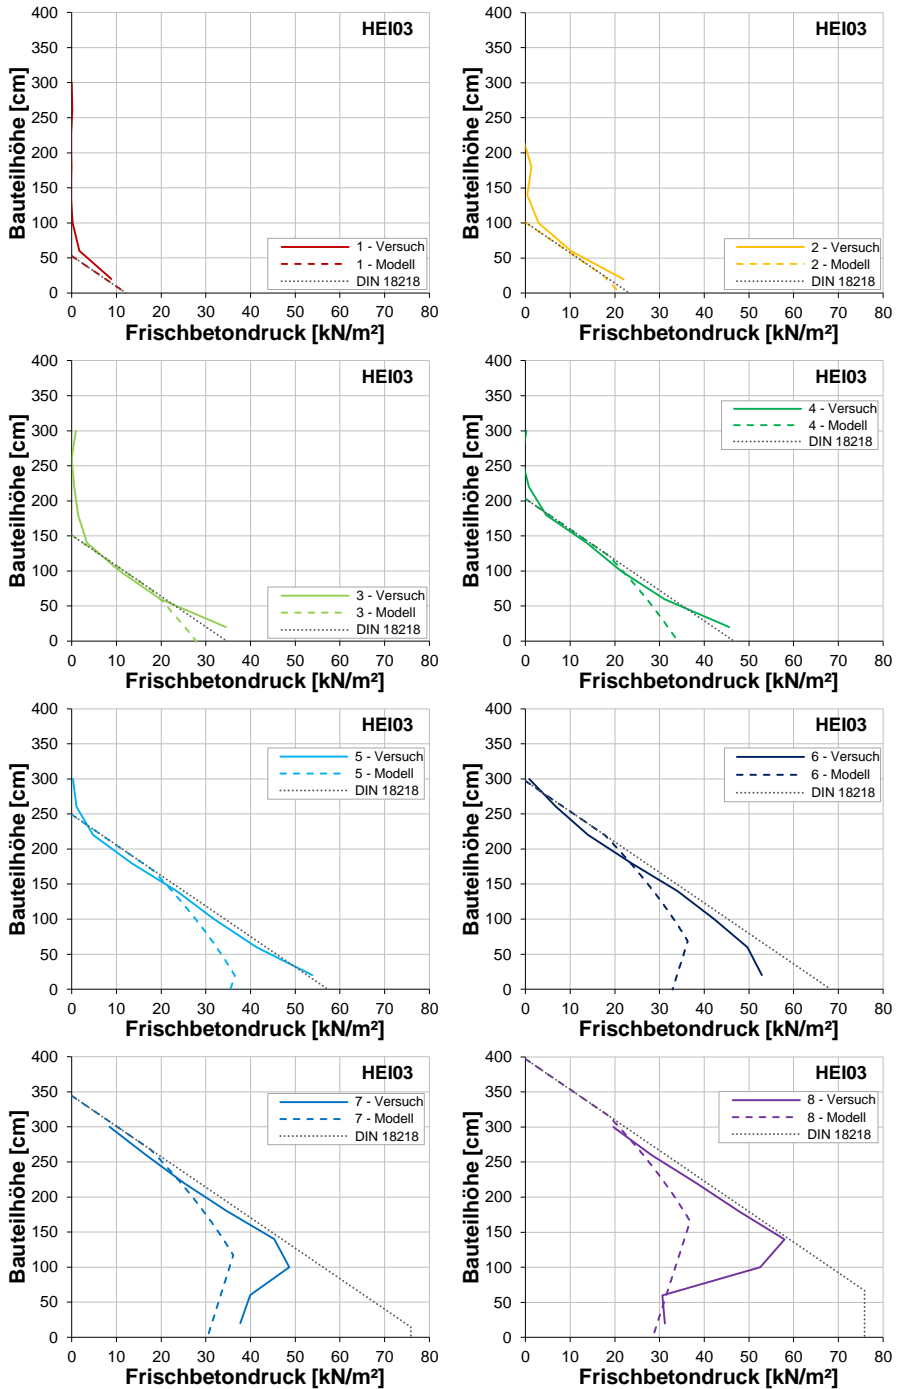 HEI03
400
350
300
250
200
150
100
50
0
Bauteilhöhe [cm]
1 - Versuch
1 - Modell
DIN 18218
0 10 20 30 40 50 60 70 80
Frischbetondruck [kN/m²]
HEI03
400
350
300
250
200
150
100
50
0
Bauteilhöhe [cm]
2 - Versuch
2 - Modell
DIN 18218
0 10 20 30 40 50 60 70 80
Frischbetondruck [kN/m²]
HEI03
400
350
300
250
200
150
100
50
0
Bauteilhöhe [cm]
3 - Versuch
3 - Modell
DIN 18218
0 10 20 30 40 50 60 70 80
Frischbetondruck [kN/m²]
HEI03
400
350
300
250
200
150
100
50
0
Bauteilhöhe [cm]
4 - Versuch
4 - Modell
DIN 18218
0 10 20 30 40 50 60 70 80
Frischbetondruck [kN/m²]
HEI03
400
350
300
250
200
150
100
50
0
Bauteilhöhe [cm]
5 - Versuch
5 - Modell
DIN 18218
0 10 20 30 40 50 60 70 80
Frischbetondruck [kN/m²]
HEI03
400
350
300
250
200
150
100
50
0
Bauteilhöhe [cm]
6 - Versuch
6 - Modell
DIN 18218
0 10 20 30 40 50 60 70 80
Frischbetondruck [kN/m²]
HEI03
400
350
300
250
200
150
100
50
0
Bauteilhöhe [cm]
7 - Versuch
7 - Modell
DIN 18218
0 10 20 30 40 50 60 70 80
Frischbetondruck [kN/m²]
HEI03
400
350
300
250
200
150
100
50
0
Bauteilhöhe [cm]
8 - Versuch
8 - Modell
DIN 18218
0 10 20 30 40 50 60 70 80
Frischbetondruck [kN/m²]